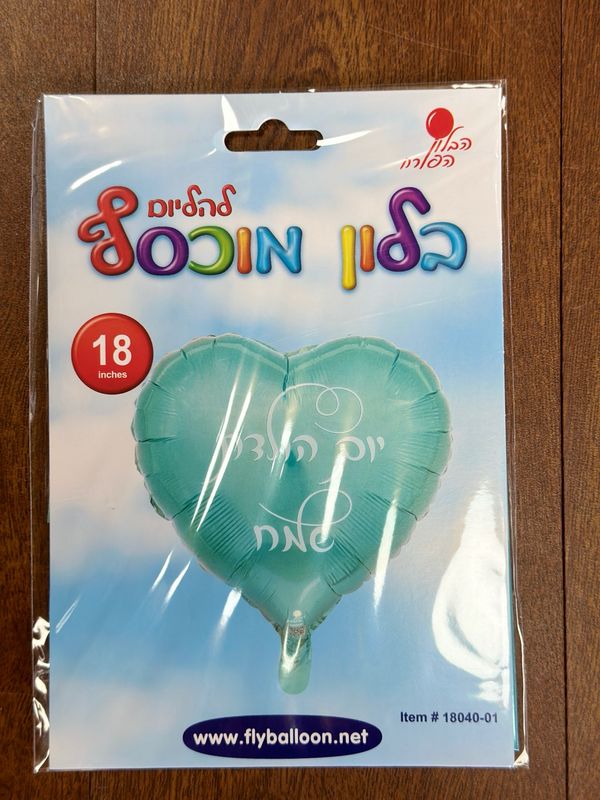 הבלון
הפורח
להליום
בלון מוכסף
18
inches
יום הולדת
שמח
Item # 18040-01
www.flyballoon.net